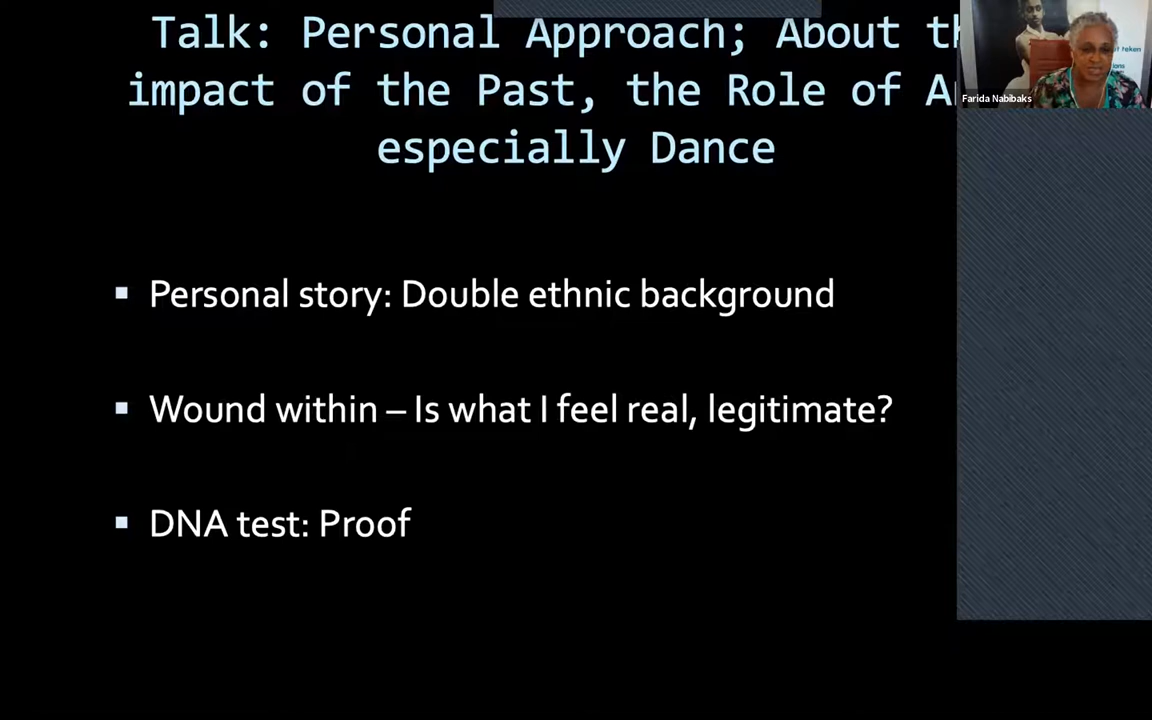 Talk: Personal Approach; About
impact of the Past, the Role of
especially Dance
Farida Nabibaks
Personal story: Double ethnic background
Wound within – Is what I feel real, legitimate?
DNA test: Proof